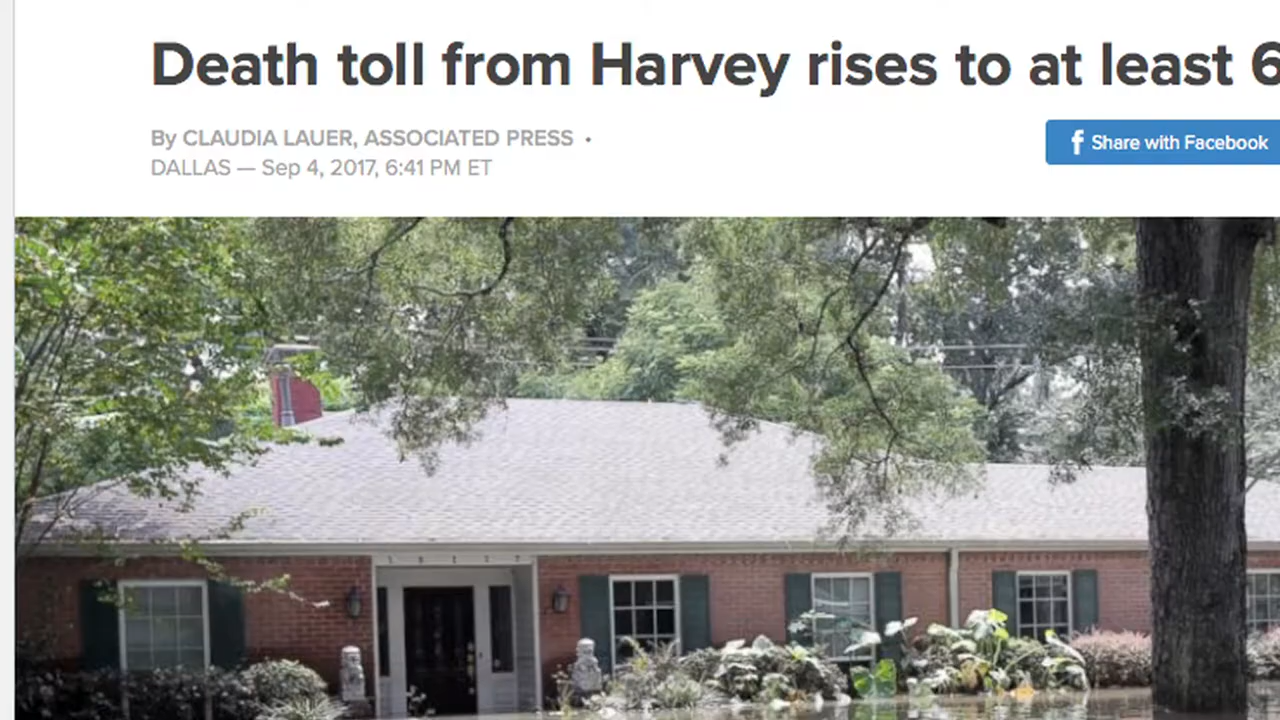 Death toll from Harvey rises to at least 6
By CLAUDIA LAUER, ASSOCIATED PRESS •
DALLAS — Sep 4, 2017, 6:41 PM ET
f Share with Facebook